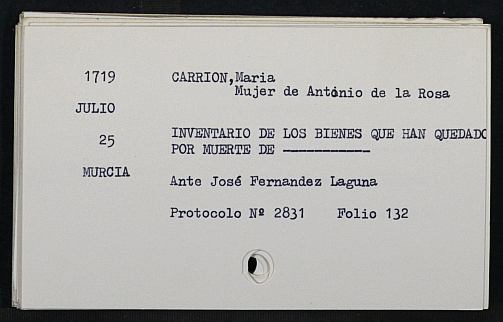 1719 CARRION,Maria
Mujer de Antonio de la Rosa
JULIO
25 INVENTARIO DE LOS BIENES QUE HAN QUEDADO
POR MUERTE DE -----------
MURCIA
Ante José Fernandez Laguna
Protocolo Nº 2831 Folio 132